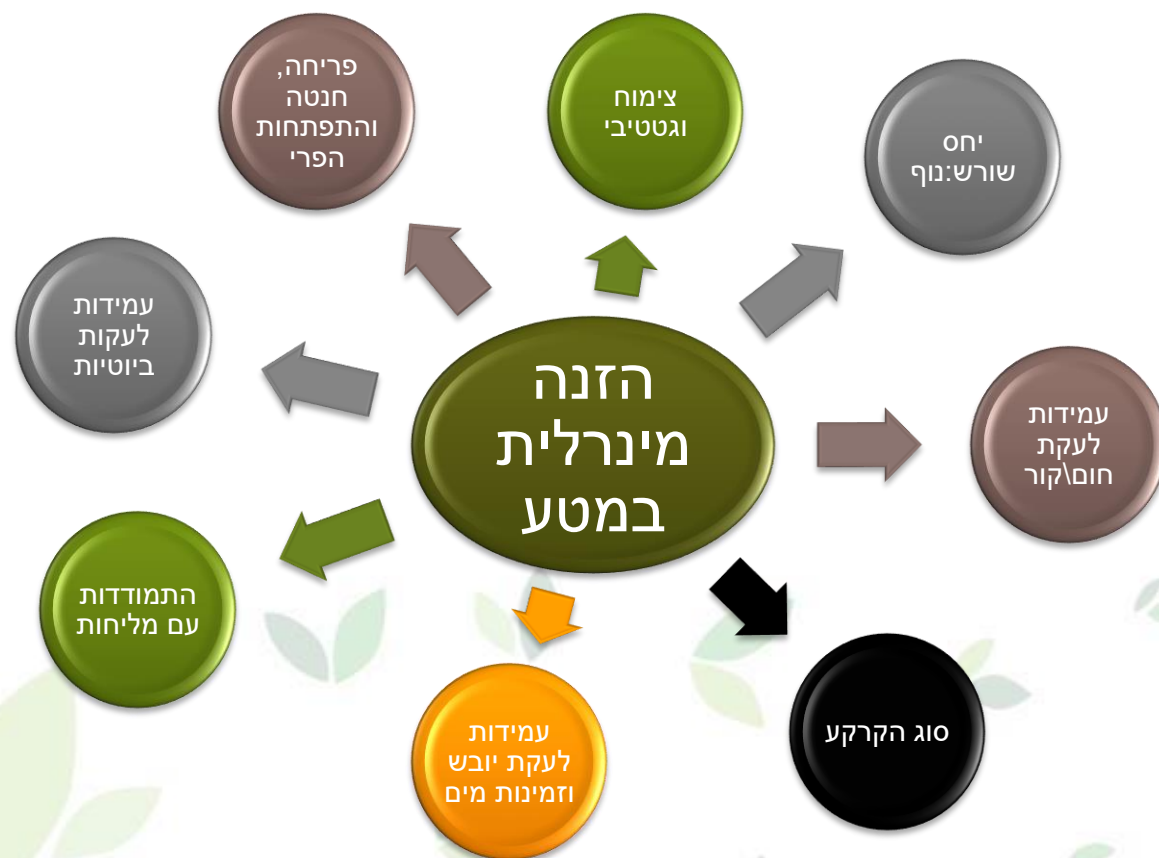 פריחה,
חנטה
והתפתחות
הפרי
צימוח
וגטטיבי
יחס
שורש:נוף
עמידות
לעקות
ביוטיות
הזנה
מינרלית
במטע
עמידות
לעקת
חום\קור
התמודדות
עם מליחות
עמידות
לעקת יובש
וזמינות מים
סוג הקרקע